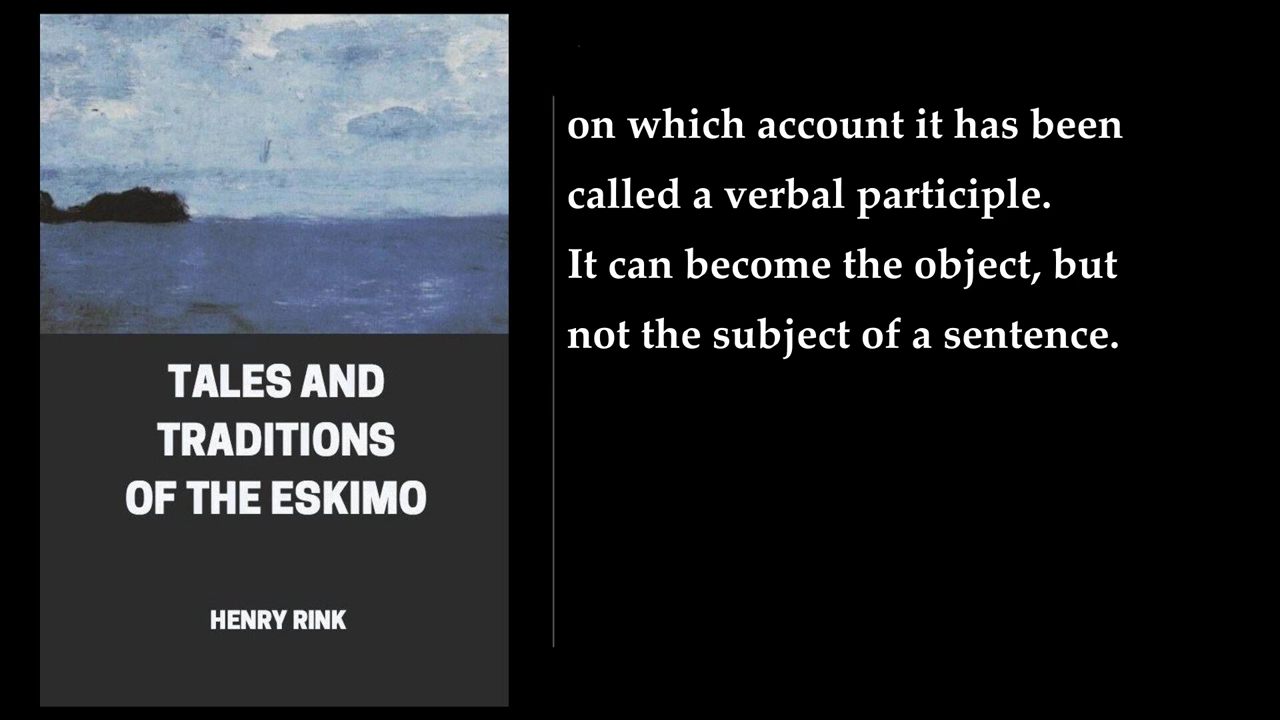 TALES AND
TRADITIONS
OF THE ESKIMO
HENRY RINK
on which account it has been
called a verbal participle.
It can become the object, but
not the subject of a sentence.